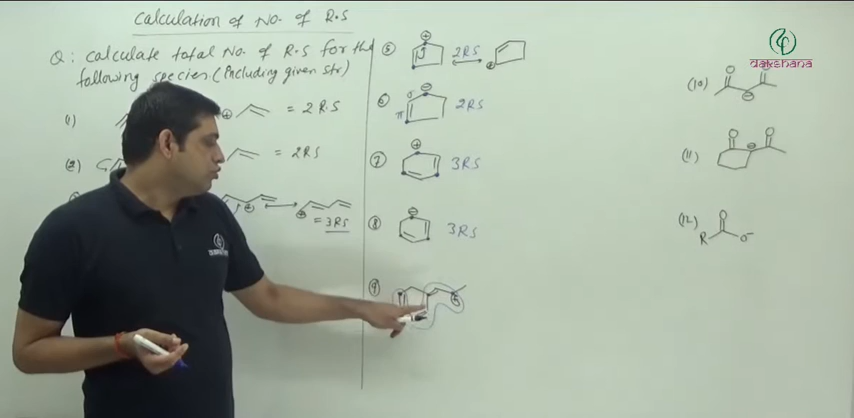 Calculation of No. of R.S
Q: Calculate total No. of R.S for the
following species (including given str)
(1)
⊕
= 2 R.S
(2)
= 2RS
⊕
⊕
= 3RS
⑤
⊕
2RS
⊕
⑥
σ
⊖
π
2RS
⑦
⊕
3RS
⑧
⊖
3RS
⑨
(10)
O
⊖
(11)
O
⊖
O
(12)
O
R
O⁻
dakshana